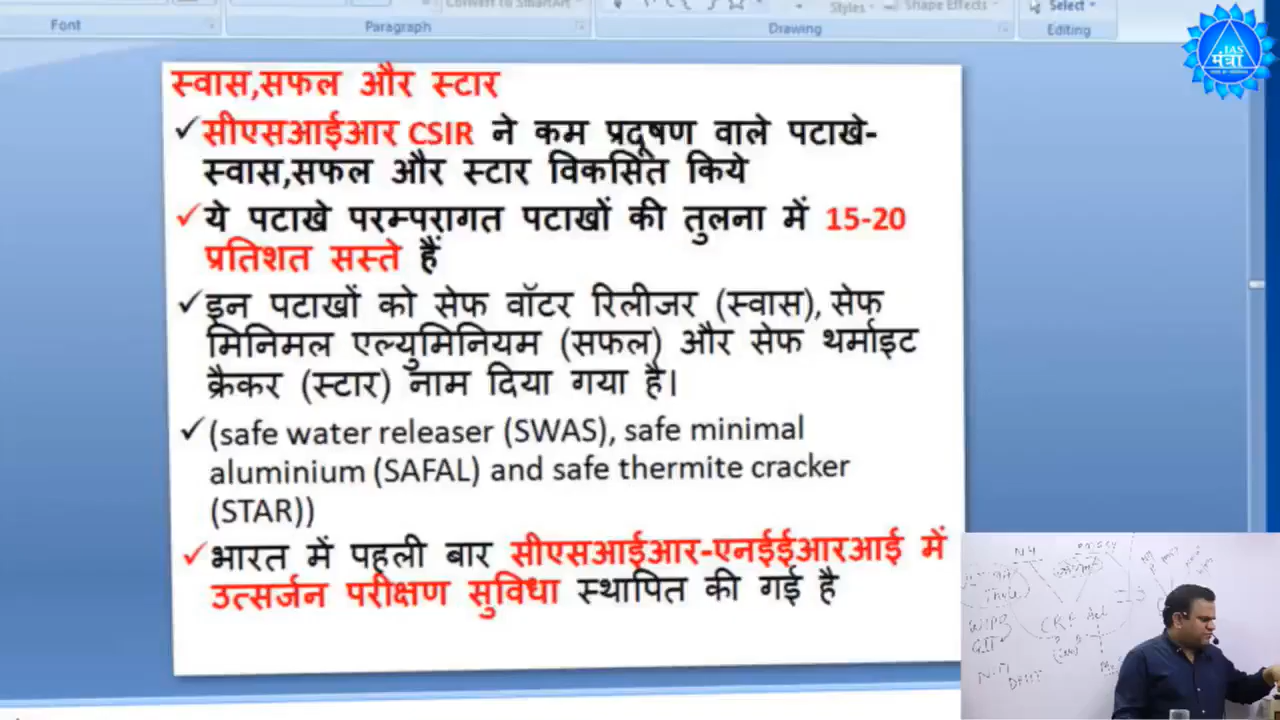 Convert to SmartArt
Styles
Shape Effects
Select
Font
Paragraph
Drawing
Editing
IAS
मंत्रा
स्वास,सफल और स्टार
✓सीएसआईआर CSIR ने कम प्रदूषण वाले पटाखे-
स्वास,सफल और स्टार विकसित किये
✓ये पटाखे परम्परागत पटाखों की तुलना में 15-20
प्रतिशत सस्ते हैं
✓इन पटाखों को सेफ वॉटर रिलीजर (स्वास), सेफ
मिनिमल एल्युमिनियम (सफल) और सेफ थर्माइट
क्रैकर (स्टार) नाम दिया गया है।
✓(safe water releaser (SWAS), safe minimal
aluminium (SAFAL) and safe thermite cracker
(STAR))
✓भारत में पहली बार सीएसआईआर-एनईईआरआई में
उत्सर्जन परीक्षण सुविधा स्थापित की गई है